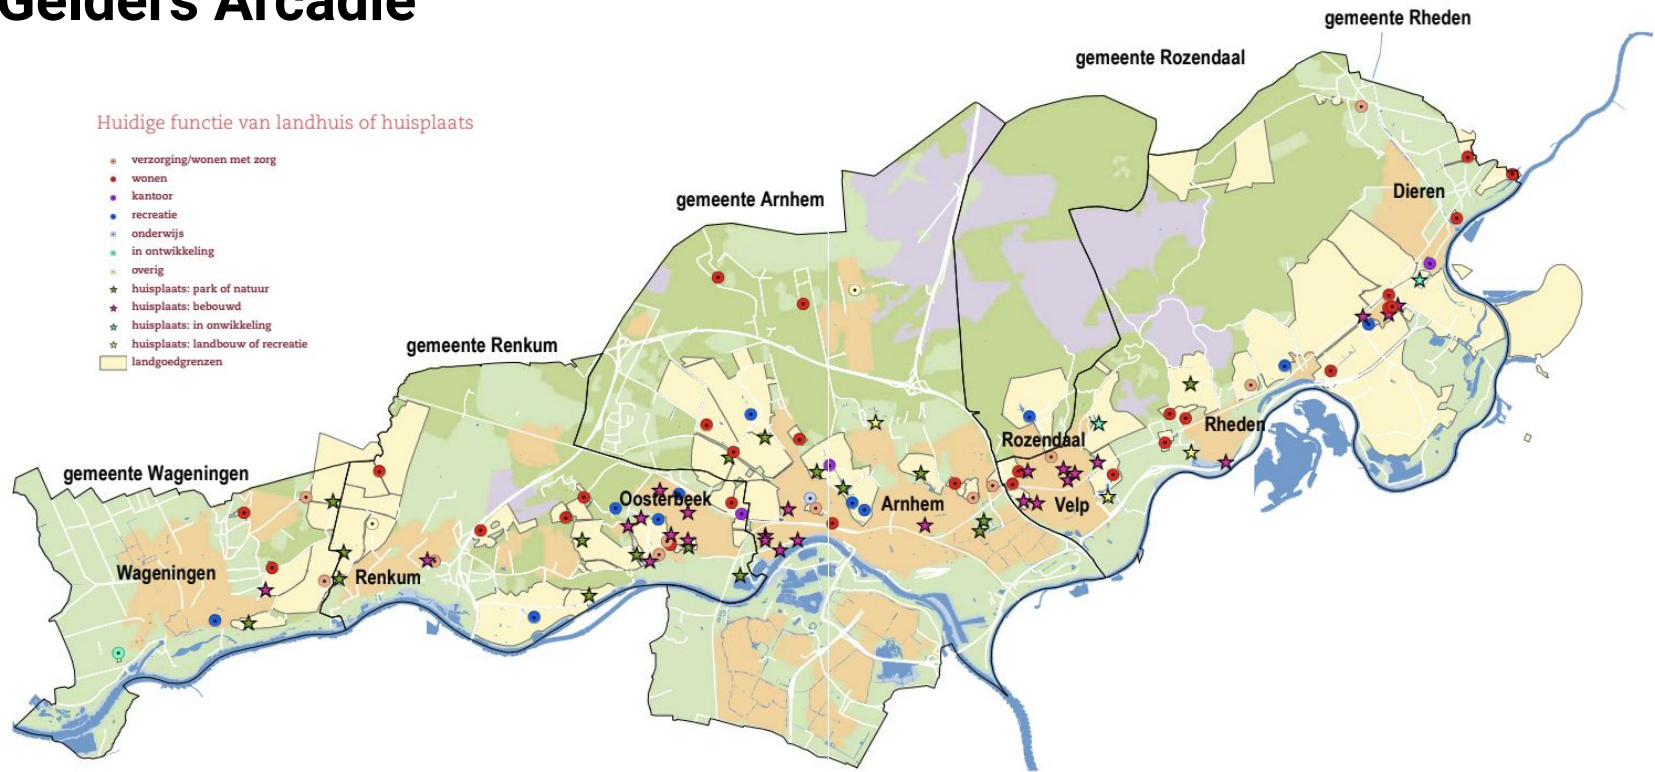 Gelders Arcadië
gemeente Rheden
gemeente Rozendaal
Huidige functie van landhuis of huisplaats
verzorging/wonen met zorg
wonen
kantoor
recreatie
onderwijs
in ontwikkeling
overig
huisplaats: park of natuur
huisplaats: bebouwd
huisplaats: in onwikkeling
huisplaats: landbouw of recreatie
landgoedgrenzen
gemeente Arnhem
Dieren
gemeente Renkum
Rheden
Rozendaal
gemeente Wageningen
Oosterbeek
Arnhem
Velp
Wageningen
Renkum